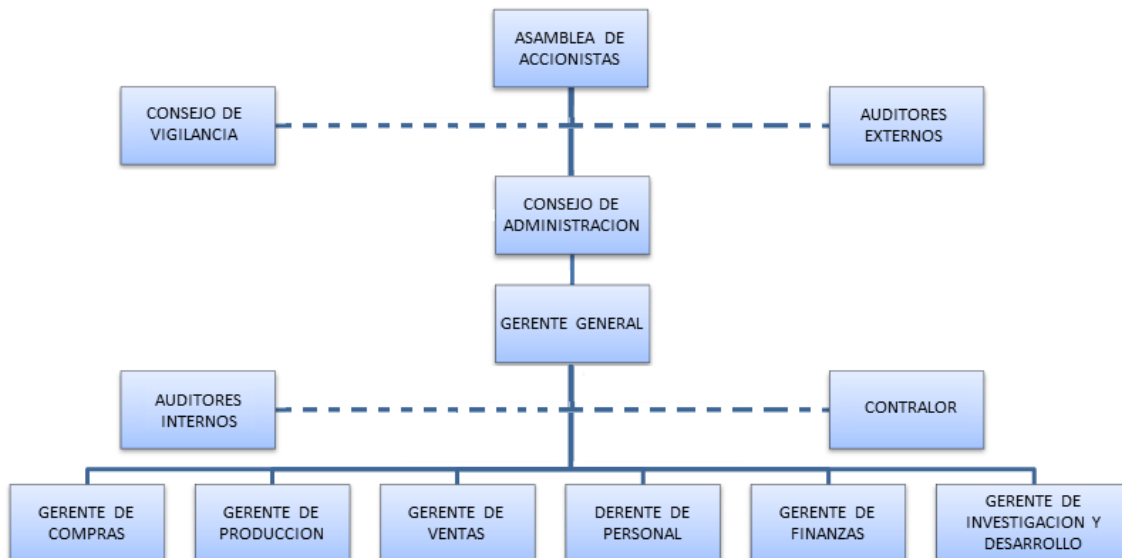 ASAMBLEA DE
ACCIONISTAS
CONSEJO DE
VIGILANCIA
AUDITORES
EXTERNOS
CONSEJO DE
ADMINISTRACION
GERENTE GENERAL
AUDITORES
INTERNOS
CONTRALOR
GERENTE DE
COMPRAS
GERENTE DE
PRODUCCION
GERENTE DE
VENTAS
DERENTE DE
PERSONAL
GERENTE DE
FINANZAS
GERENTE DE
INVESTIGACION Y
DESARROLLO